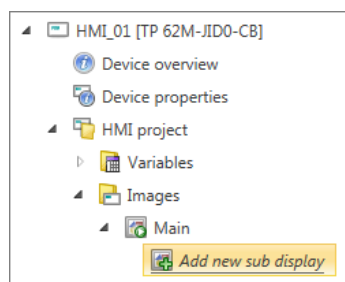 HMI_01 [TP 62M-JID0-CB]
Device overview
Device properties
HMI project
Variables
Images
Main
Add new sub display